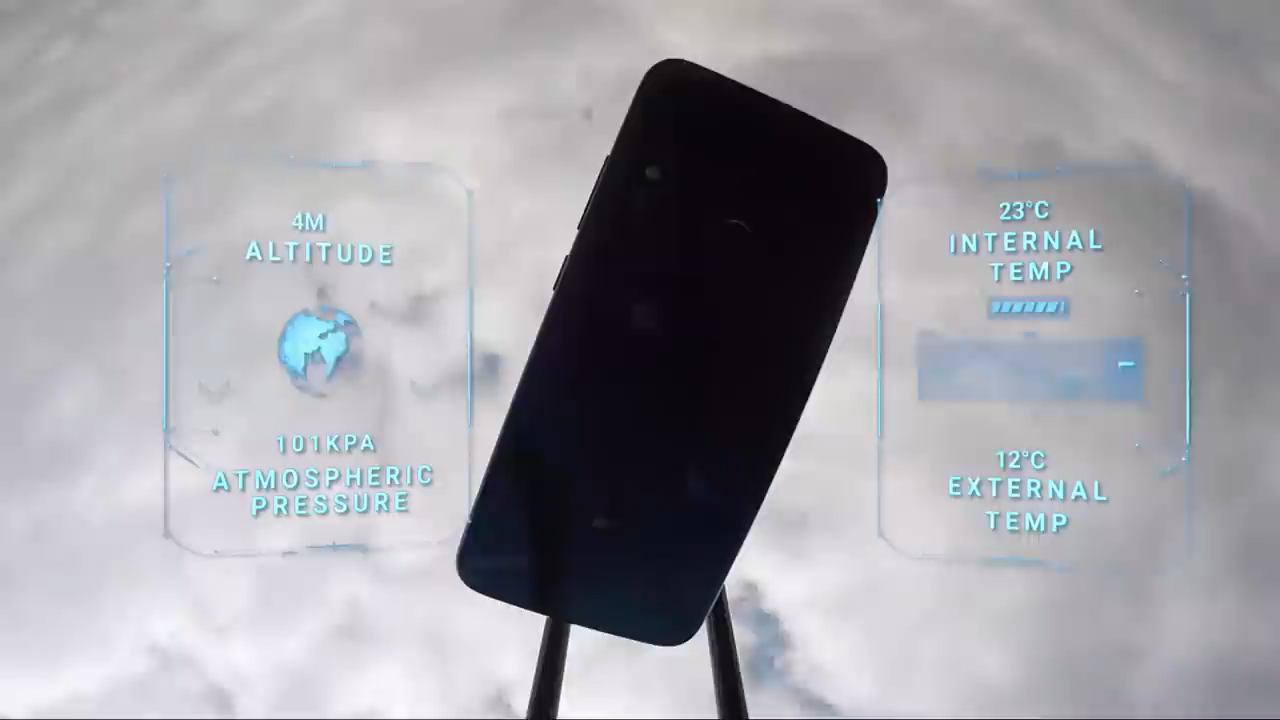 4M
ALTITUDE
101KPA
ATMOSPHERIC
PRESSURE
23°C
INTERNAL
TEMP
12°C
EXTERNAL
TEMP